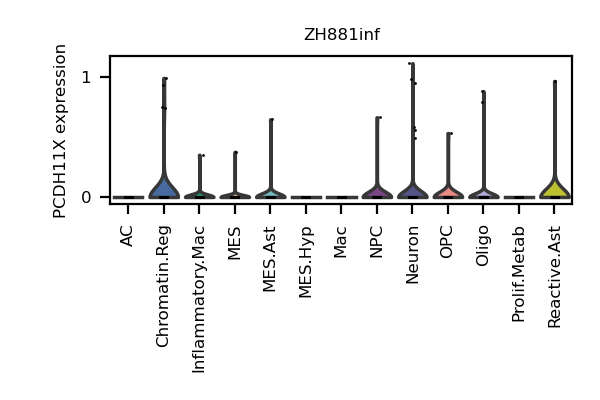 ZH881inf
PCDH11X expression
1
0
AC
Chromatin.Reg
Inflammatory.Mac
MES
MES.Ast
MES.Hyp
Mac
NPC
Neuron
OPC
Oligo
Prolif.Metab
Reactive.Ast